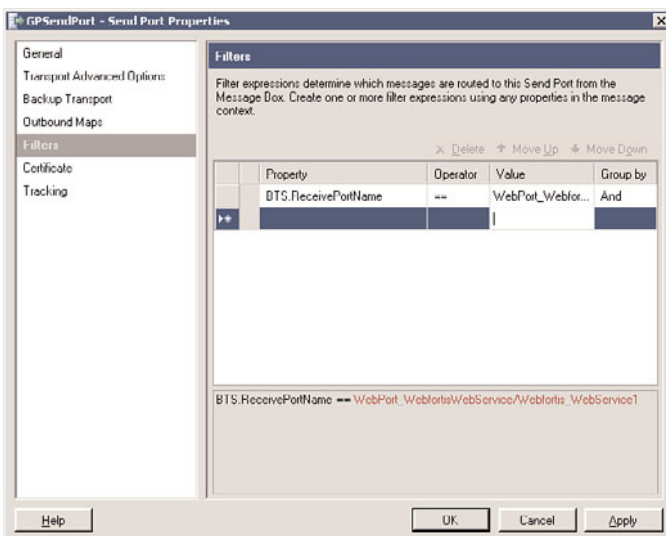 GPSendPort - Send Port Properties
General
Transport Advanced Options
Backup Transport
Outbound Maps
Filters
Certificate
Tracking
Filters
Filter expressions determine which messages are routed to this Send Port from the
Message Box. Create one or more filter expressions using any properties in the message
context.
Delete Move Up Move Down
Property Operator Value Group by
BTS.ReceivePortName == WebPort_Webfor... And
BTS.ReceivePortName == WebPort_WebfortisWebService/Webfortis_WebService1
Help OK Cancel Apply